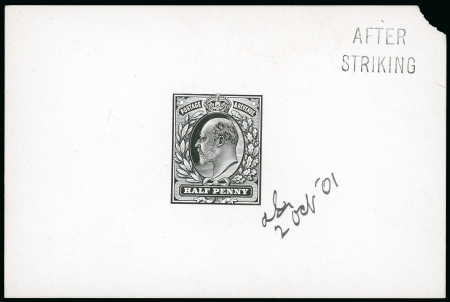 AFTER
STRIKING
POSTAGE & REVENUE
HALF PENNY
2 Oct '01